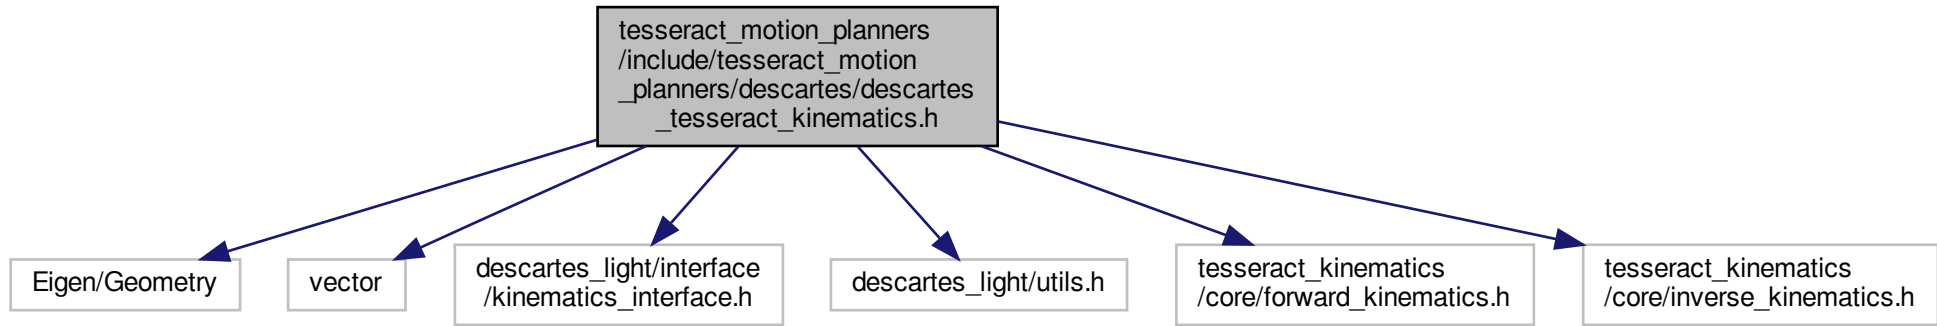 tesseract_motion_planners
/include/tesseract_motion
_planners/descartes/descartes
_tesseract_kinematics.h
Eigen/Geometry
vector
descartes_light/interface
/kinematics_interface.h
descartes_light/utils.h
tesseract_kinematics
/core/forward_kinematics.h
tesseract_kinematics
/core/inverse_kinematics.h